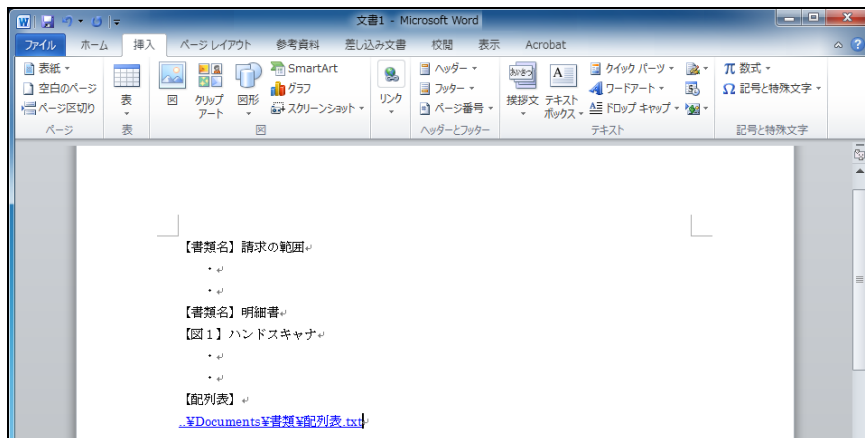 文書1 - Microsoft Word
ファイル ホーム 挿入 ページ レイアウト 参考資料 差し込み文書 校閲 表示 Acrobat
表紙
空白のページ
ページ区切り
ページ
表
表
図
クリップ アート
図形
SmartArt
グラフ
スクリーンショット
図
リンク
ヘッダー
フッター
ページ番号
ヘッダーとフッター
あいさつ
挨拶文
A
テキスト ボックス
クイック パーツ
ワードアート
ドロップ キャップ
テキスト
π 数式
Ω 記号と特殊文字
記号と特殊文字
【書類名】請求の範囲
・
・
【書類名】明細書
【図1】ハンドスキャナ
・
・
【配列表】
..¥Documents¥書類¥配列表.txt